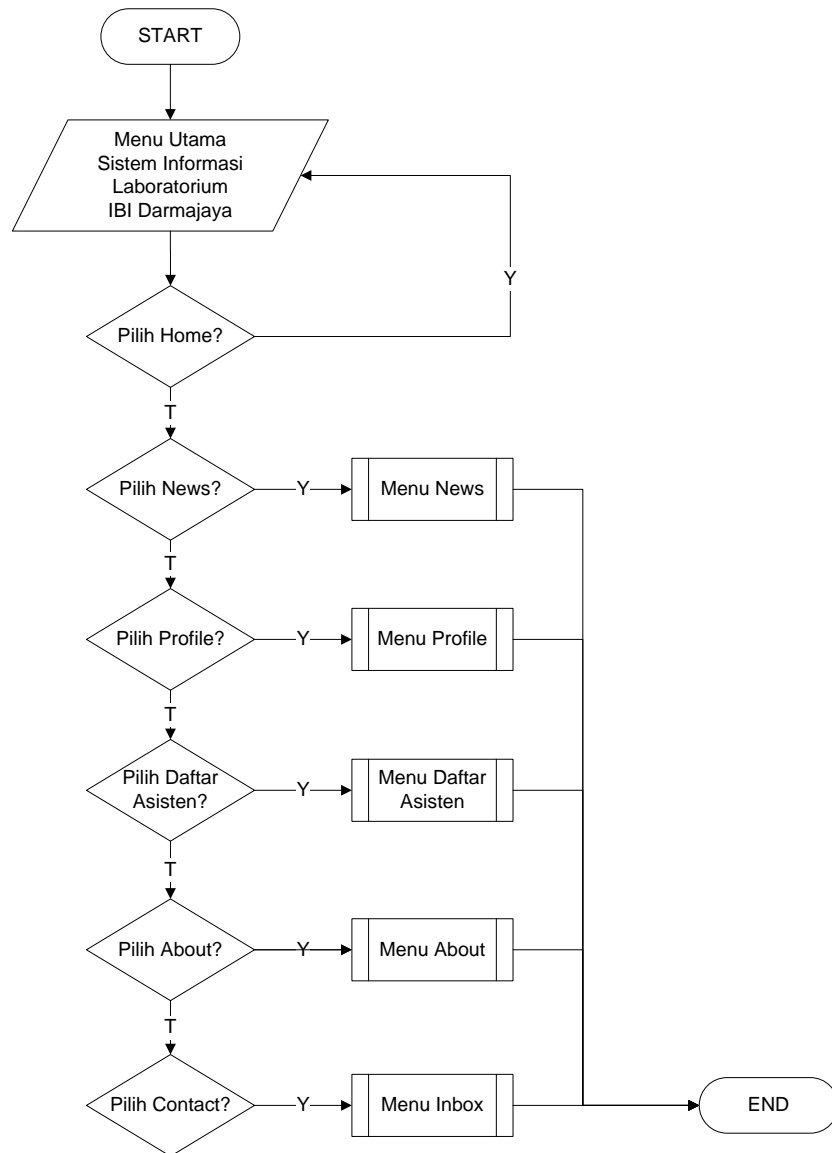 START
Menu Utama
Sistem Informasi
Laboratorium
IBI Darmajaya
Y
Pilih Home?
T
Pilih News?
Y
Menu News
T
Pilih Profile?
Y
Menu Profile
T
Pilih Daftar
Asisten?
Y
Menu Daftar
Asisten
T
Pilih About?
Y
Menu About
T
Pilih Contact?
Y
Menu Inbox
END